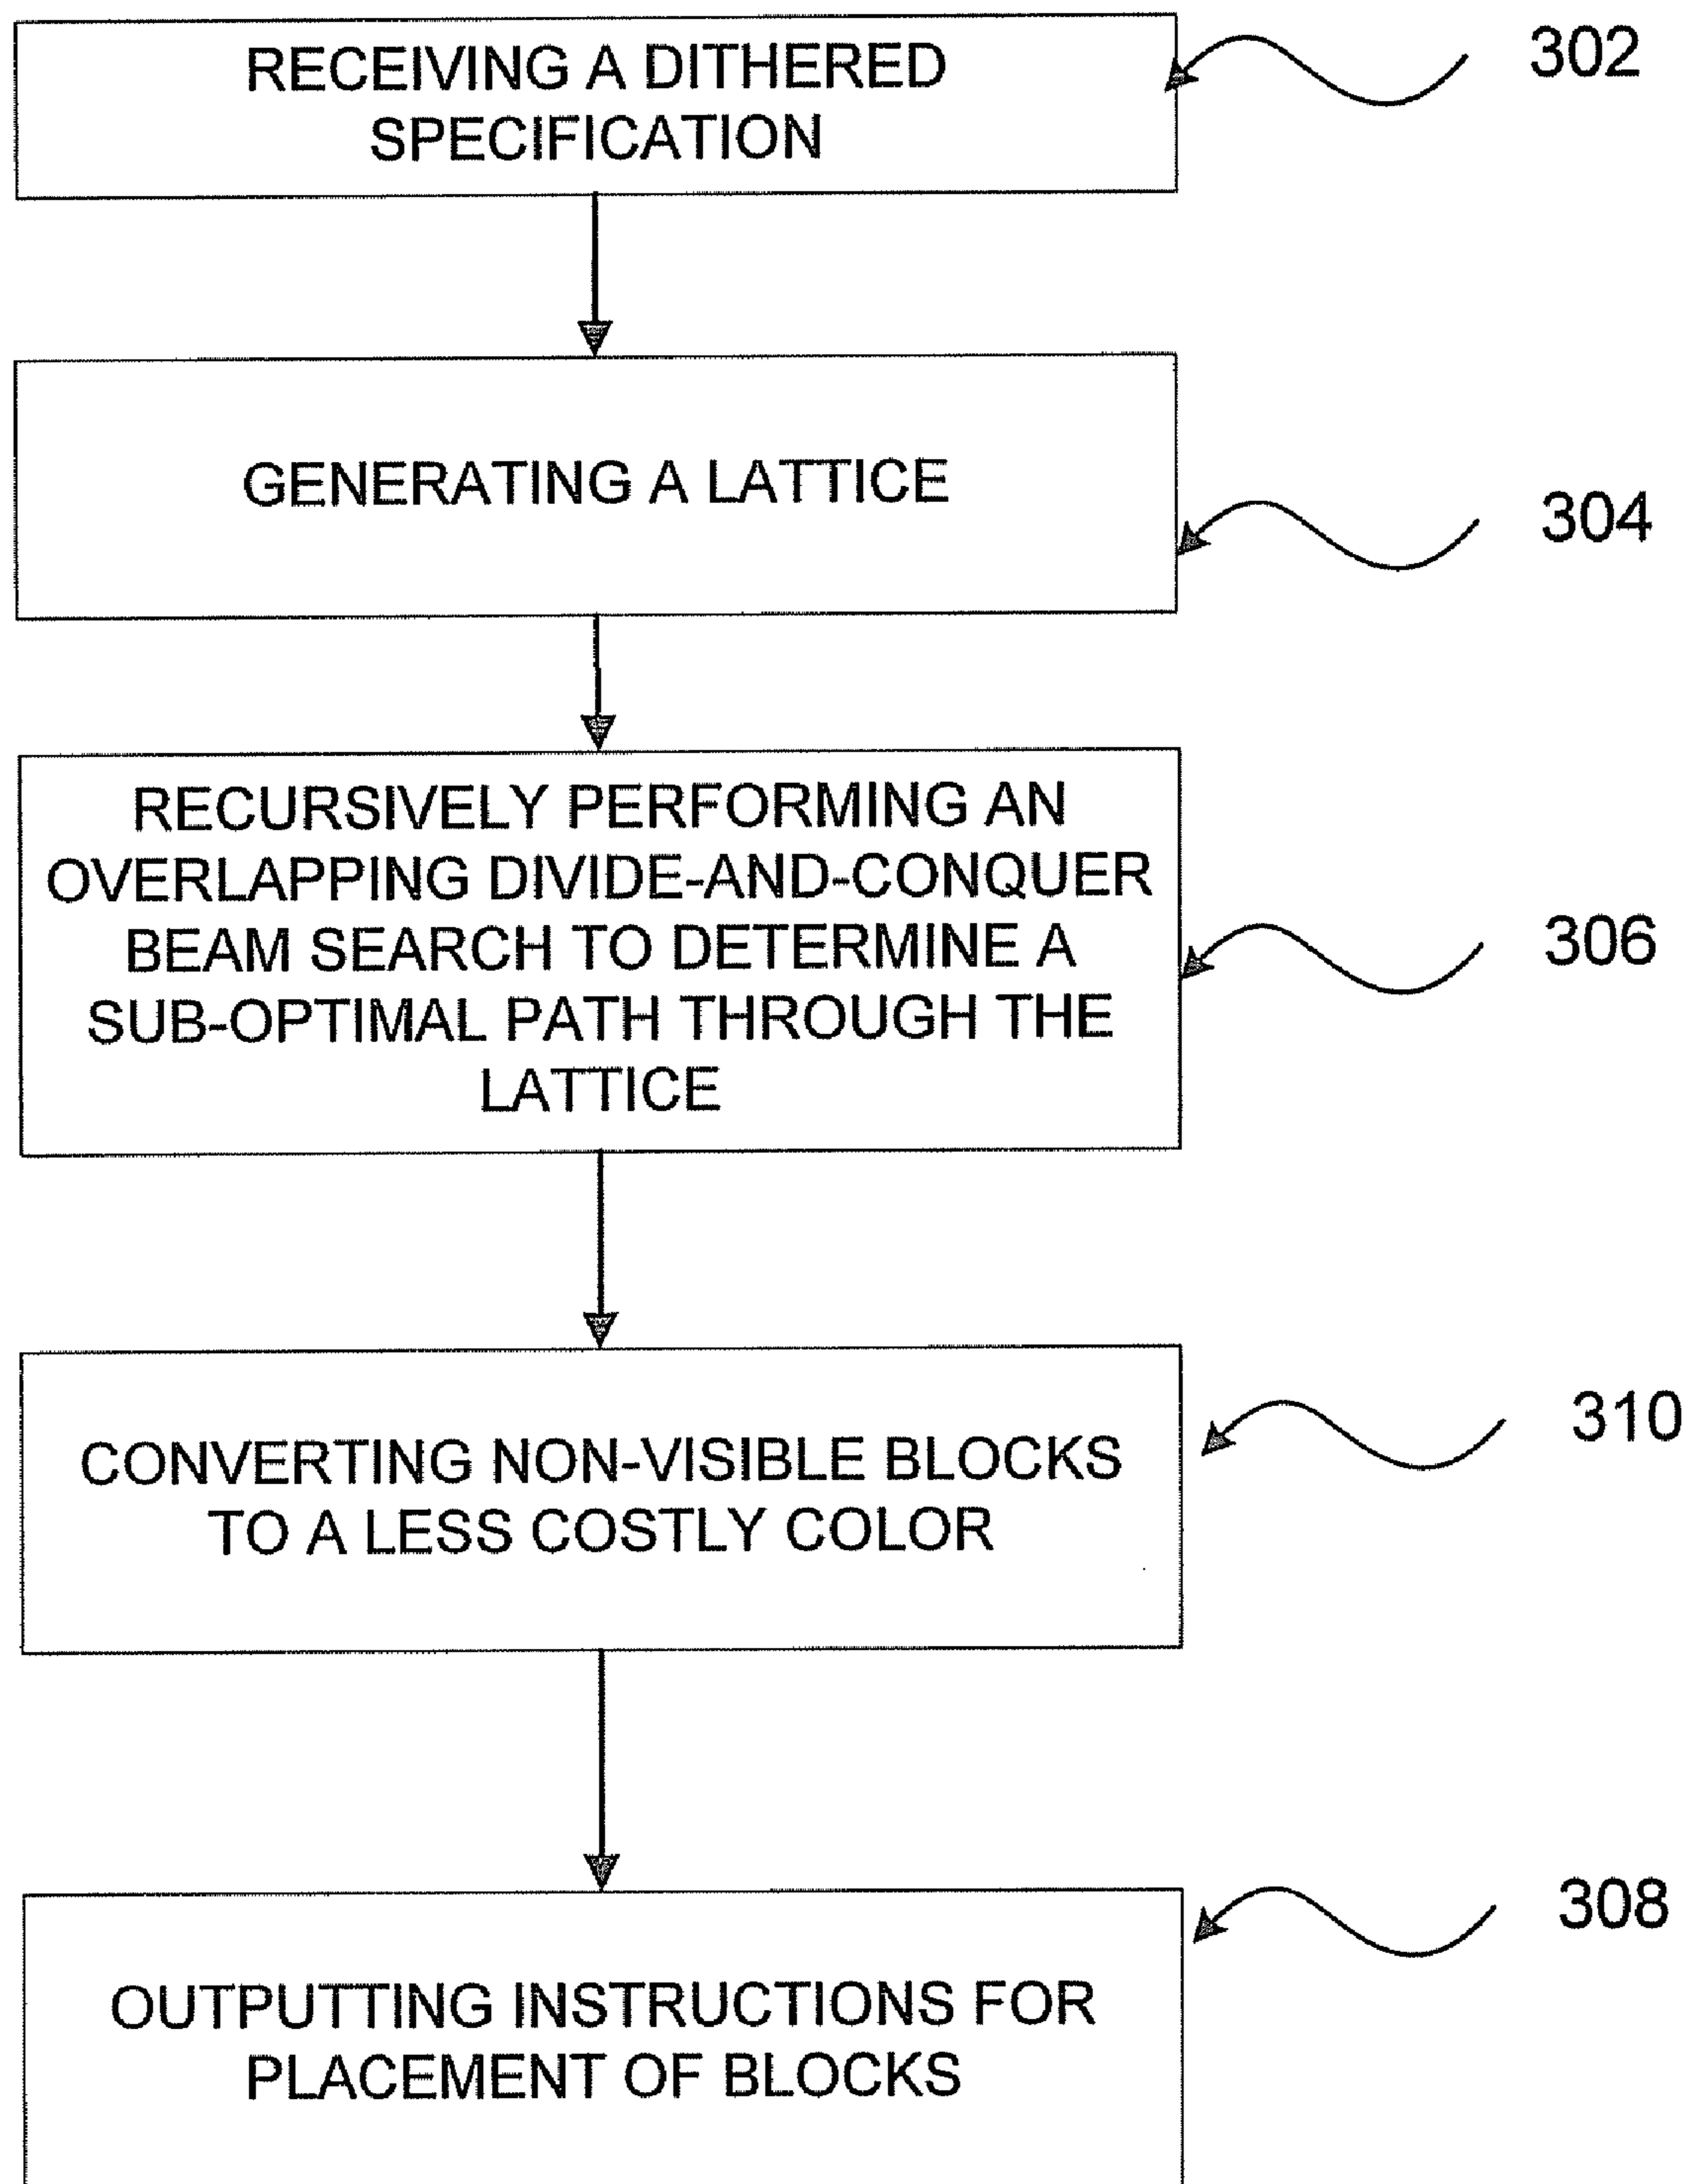 RECEIVING A DITHERED
SPECIFICATION
302
GENERATING A LATTICE
304
RECURSIVELY PERFORMING AN
OVERLAPPING DIVIDE-AND-CONQUER
BEAM SEARCH TO DETERMINE A
SUB-OPTIMAL PATH THROUGH THE
LATTICE
306
CONVERTING NON-VISIBLE BLOCKS
TO A LESS COSTLY COLOR
310
OUTPUTTING INSTRUCTIONS FOR
PLACEMENT OF BLOCKS
308